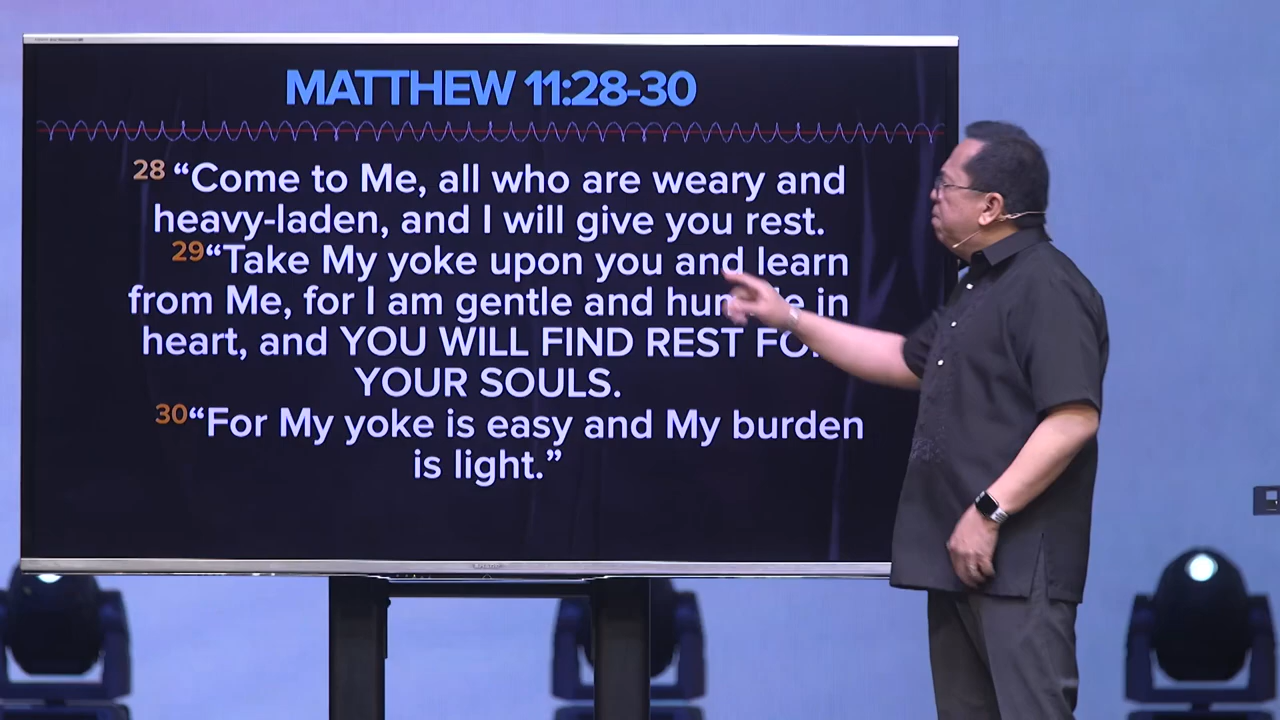 MATTHEW 11:28-30
28 “Come to Me, all who are weary and
heavy-laden, and I will give you rest.
29“Take My yoke upon you and learn
from Me, for I am gentle and in
heart, and YOU WILL FIND REST
YOUR SOULS.
30“For My yoke is easy and My burden
is light.”